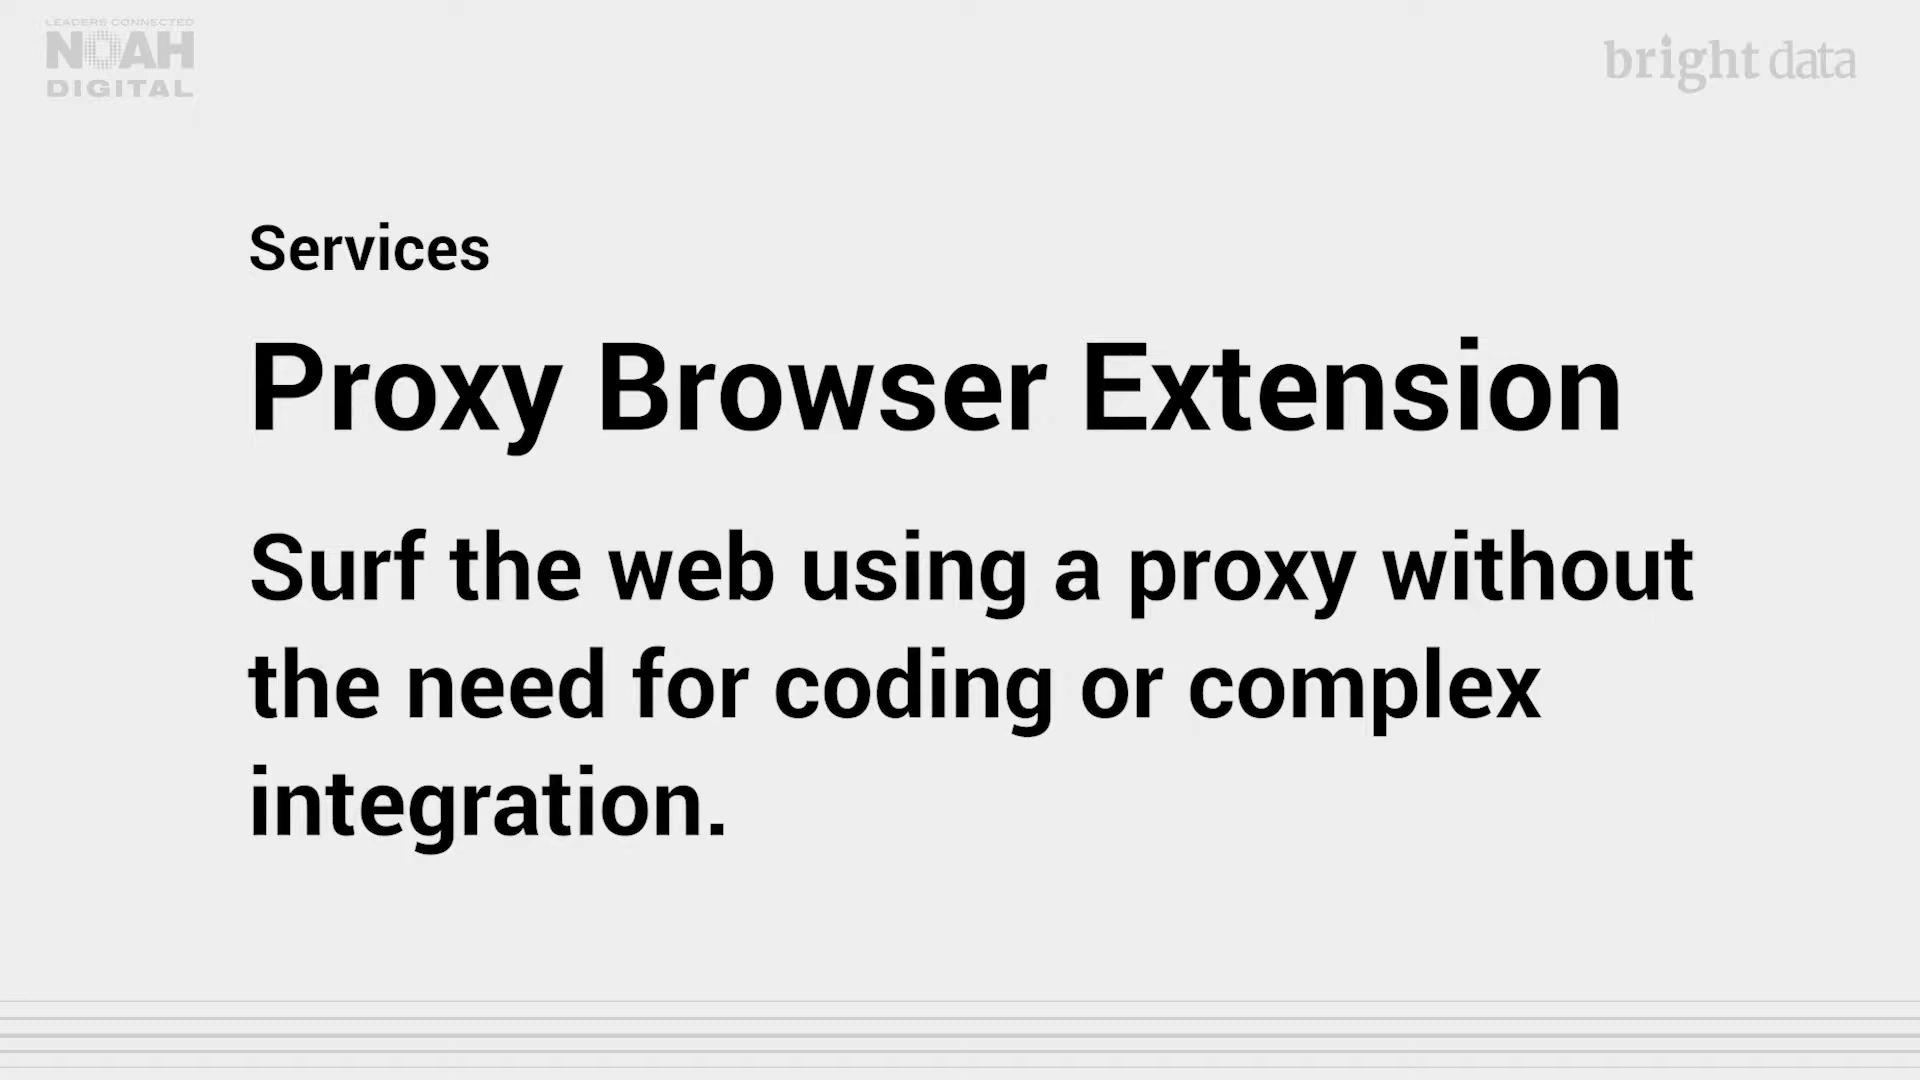 LEADERS CONNECTED
NOAH
DIGITAL
bright data
Services
Proxy Browser Extension
Surf the web using a proxy without
the need for coding or complex
integration.